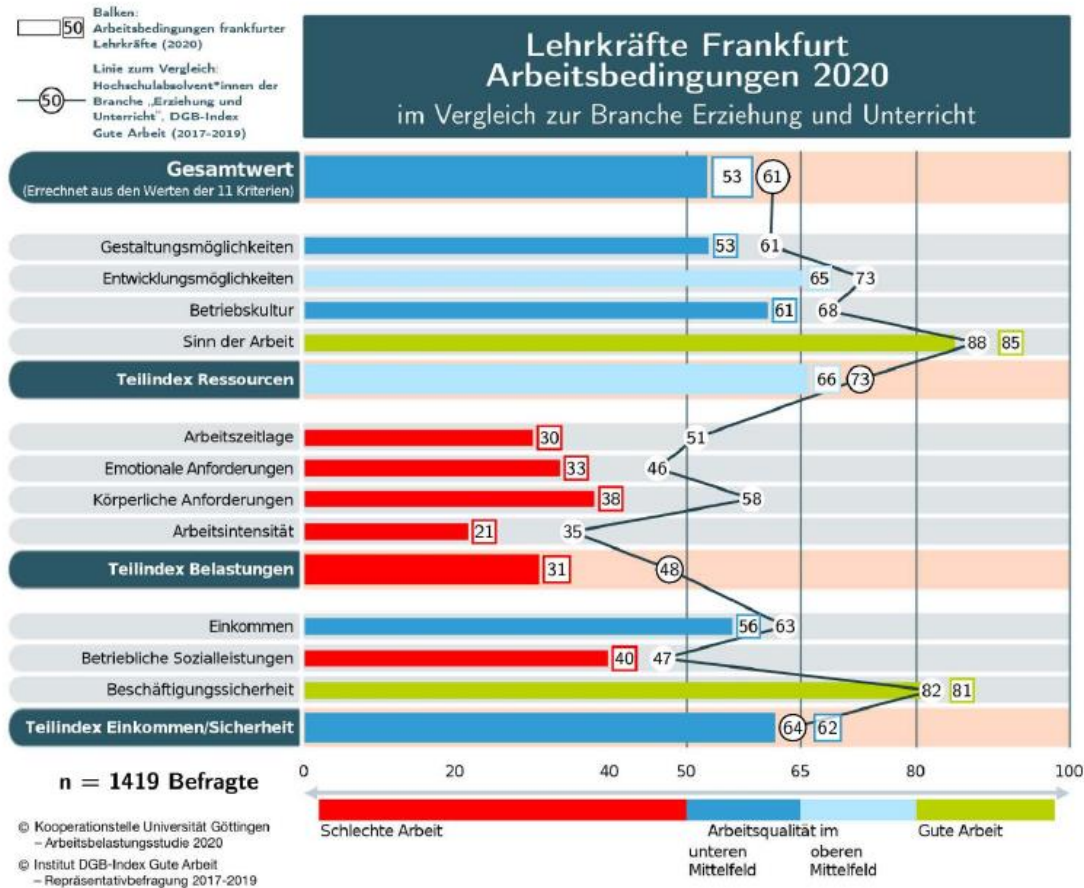 50
Balken:
Arbeitsbedingungen frankfurter
Lehrkräfte (2020)
50
Linie zum Vergleich:
Hochschulabsolvent*innen der
Branche „Erziehung und
Unterricht", DGB-Index
Gute Arbeit (2017-2019)
Lehrkräfte Frankfurt
Arbeitsbedingungen 2020
im Vergleich zur Branche Erziehung und Unterricht
Gesamtwert
(Errechnet aus den Werten der 11 Kriterien)
53 61
Gestaltungsmöglichkeiten 53 61
Entwicklungsmöglichkeiten 65 73
Betriebskultur 61 68
Sinn der Arbeit 88 85
Teilindex Ressourcen 66 73
Arbeitszeitlage 30 51
Emotionale Anforderungen 33 46
Körperliche Anforderungen 38 58
Arbeitsintensität 21 35
Teilindex Belastungen 31 48
Einkommen 56 63
Betriebliche Sozialleistungen 40 47
Beschäftigungssicherheit 82 81
Teilindex Einkommen/Sicherheit 64 62
0 20 40 50 65 80 100
n = 1419 Befragte
Schlechte Arbeit
Arbeitsqualität im
unteren
Mittelfeld
oberen
Mittelfeld
Gute Arbeit
© Kooperationstelle Universität Göttingen
– Arbeitsbelastungsstudie 2020
© Institut DGB-Index Gute Arbeit
– Repräsentativbefragung 2017-2019